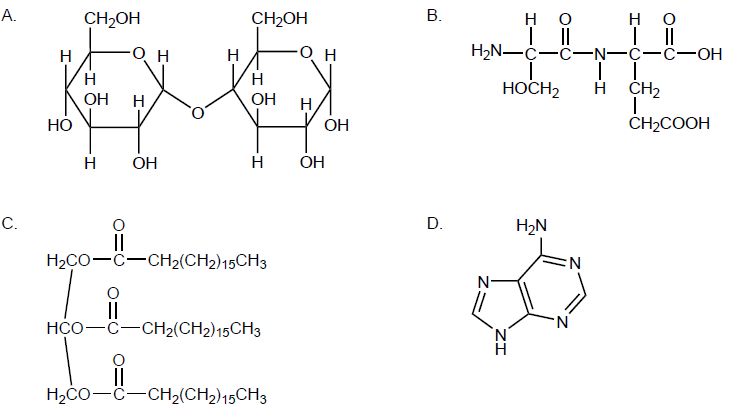 A.
CH₂OH CH₂OH
H O H H O H
H H
OH H OH H
HO O OH
H OH H OH
B.
H O H O
H₂N–C–C–N–C–C–OH
HOCH₂ H CH₂
CH₂COOH
C.
O
H₂CO–C–CH₂(CH₂)₁₅CH₃
O
HCO–C–CH₂(CH₂)₁₅CH₃
O
H₂CO–C–CH₂(CH₂)₁₅CH₃
D.
H₂N
N
N
N
N
H